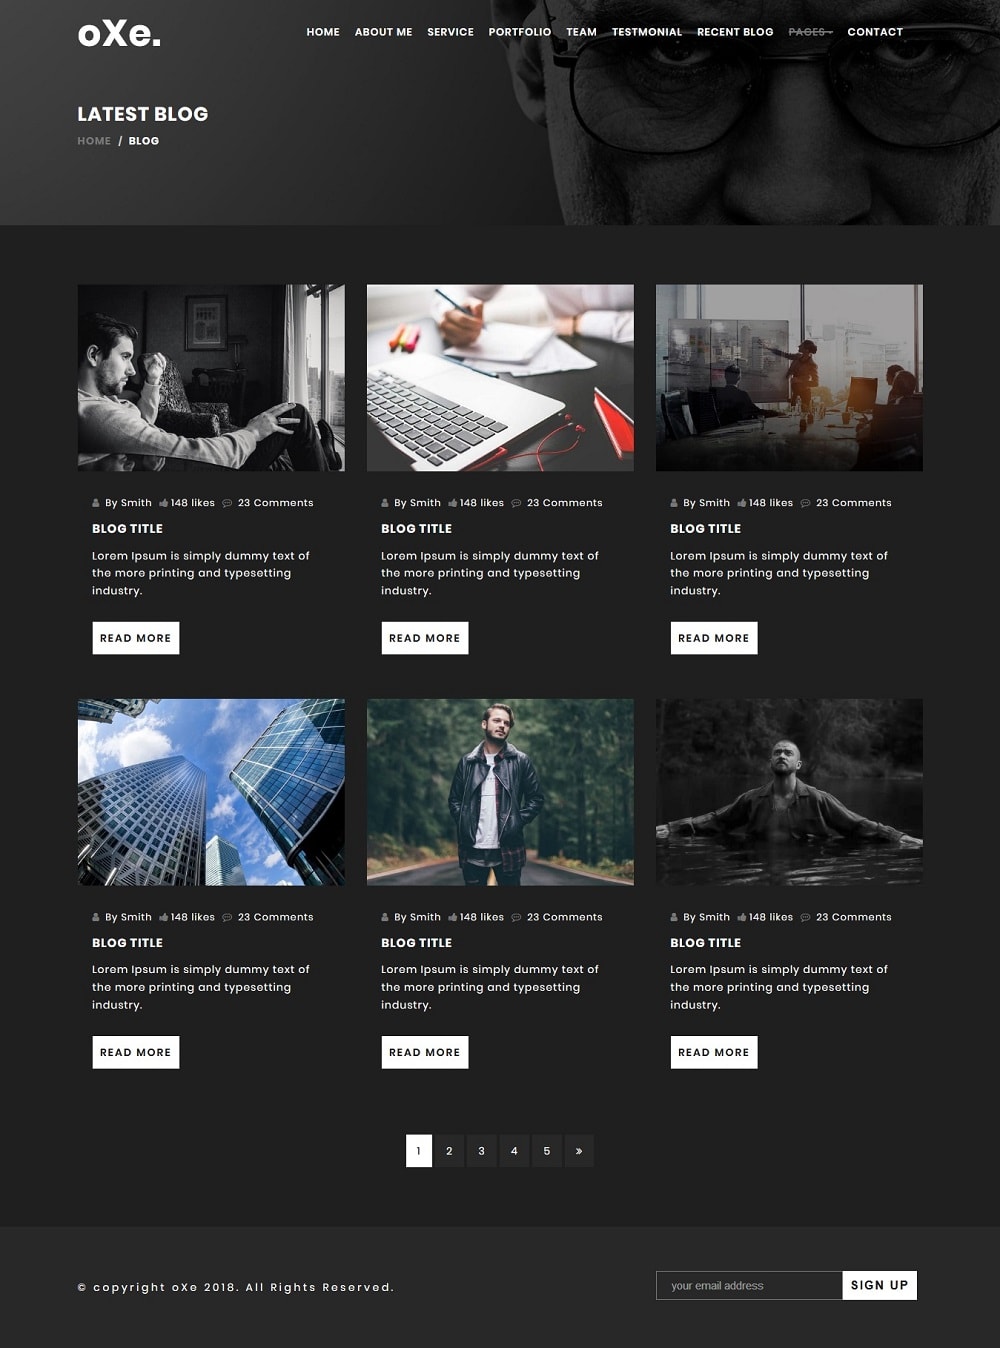 oXe.
HOME ABOUT ME SERVICE PORTFOLIO TEAM TESTMONIAL RECENT BLOG PAGES CONTACT
LATEST BLOG
HOME / BLOG
By Smith 148 likes 23 Comments
BLOG TITLE
Lorem Ipsum is simply dummy text of
the more printing and typesetting
industry.
READ MORE
By Smith 148 likes 23 Comments
BLOG TITLE
Lorem Ipsum is simply dummy text of
the more printing and typesetting
industry.
READ MORE
By Smith 148 likes 23 Comments
BLOG TITLE
Lorem Ipsum is simply dummy text of
the more printing and typesetting
industry.
READ MORE
By Smith 148 likes 23 Comments
BLOG TITLE
Lorem Ipsum is simply dummy text of
the more printing and typesetting
industry.
READ MORE
By Smith 148 likes 23 Comments
BLOG TITLE
Lorem Ipsum is simply dummy text of
the more printing and typesetting
industry.
READ MORE
By Smith 148 likes 23 Comments
BLOG TITLE
Lorem Ipsum is simply dummy text of
the more printing and typesetting
industry.
READ MORE
1 2 3 4 5 »
© copyright oXe 2018. All Rights Reserved.
your email address SIGN UP